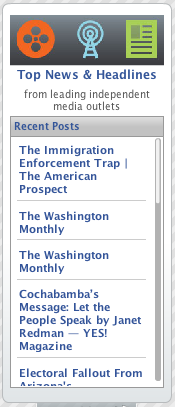 Top News & Headlines
from leading independent
media outlets
Recent Posts
The Immigration
Enforcement Trap |
The American
Prospect
The Washington
Monthly
The Washington
Monthly
Cochabamba's
Message: Let the
People Speak by Janet
Redman — YES!
Magazine
Electoral Fallout From
Arizona's